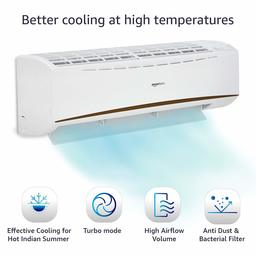 Better cooling at high temperatures
amazonbasics
Effective Cooling for
Hot Indian Summer
Turbo mode
High Airflow
Volume
Anti Dust &
Bacterial Filter